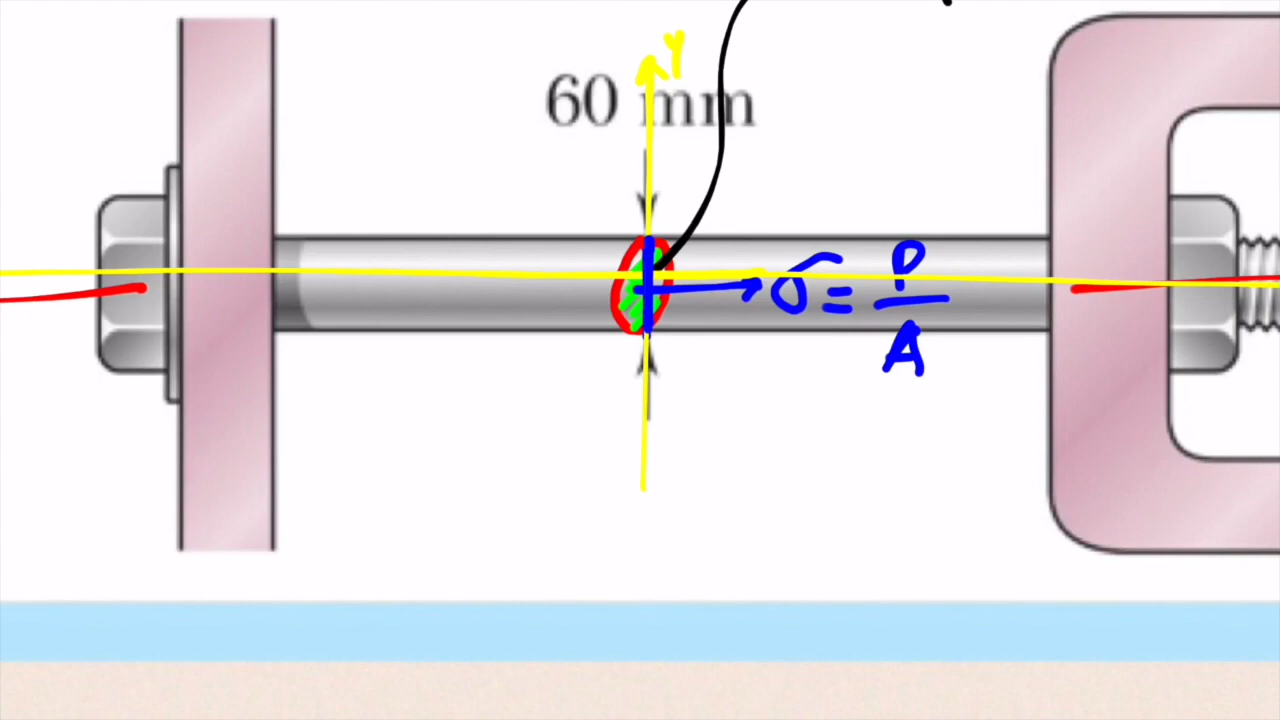 Y
60 mm
σ = P/A